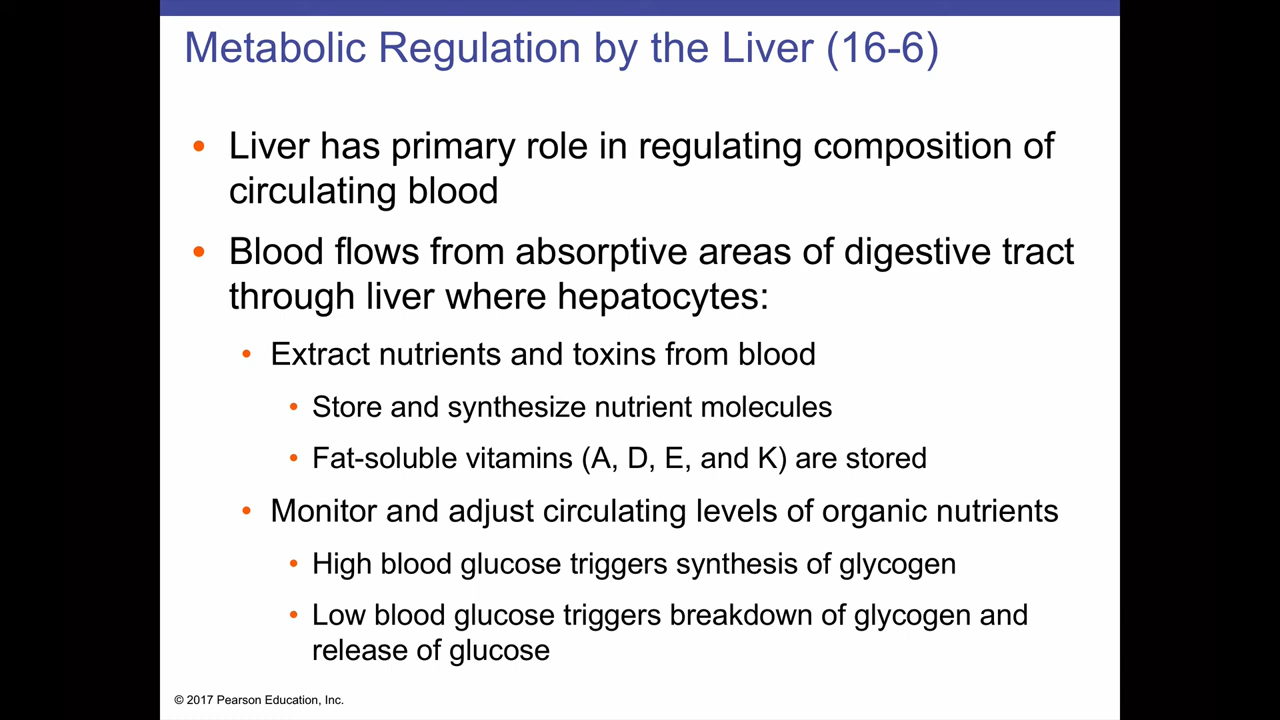 Metabolic Regulation by the Liver (16-6)
• Liver has primary role in regulating composition of
circulating blood
• Blood flows from absorptive areas of digestive tract
through liver where hepatocytes:
• Extract nutrients and toxins from blood
• Store and synthesize nutrient molecules
• Fat-soluble vitamins (A, D, E, and K) are stored
• Monitor and adjust circulating levels of organic nutrients
• High blood glucose triggers synthesis of glycogen
• Low blood glucose triggers breakdown of glycogen and
release of glucose
© 2017 Pearson Education, Inc.